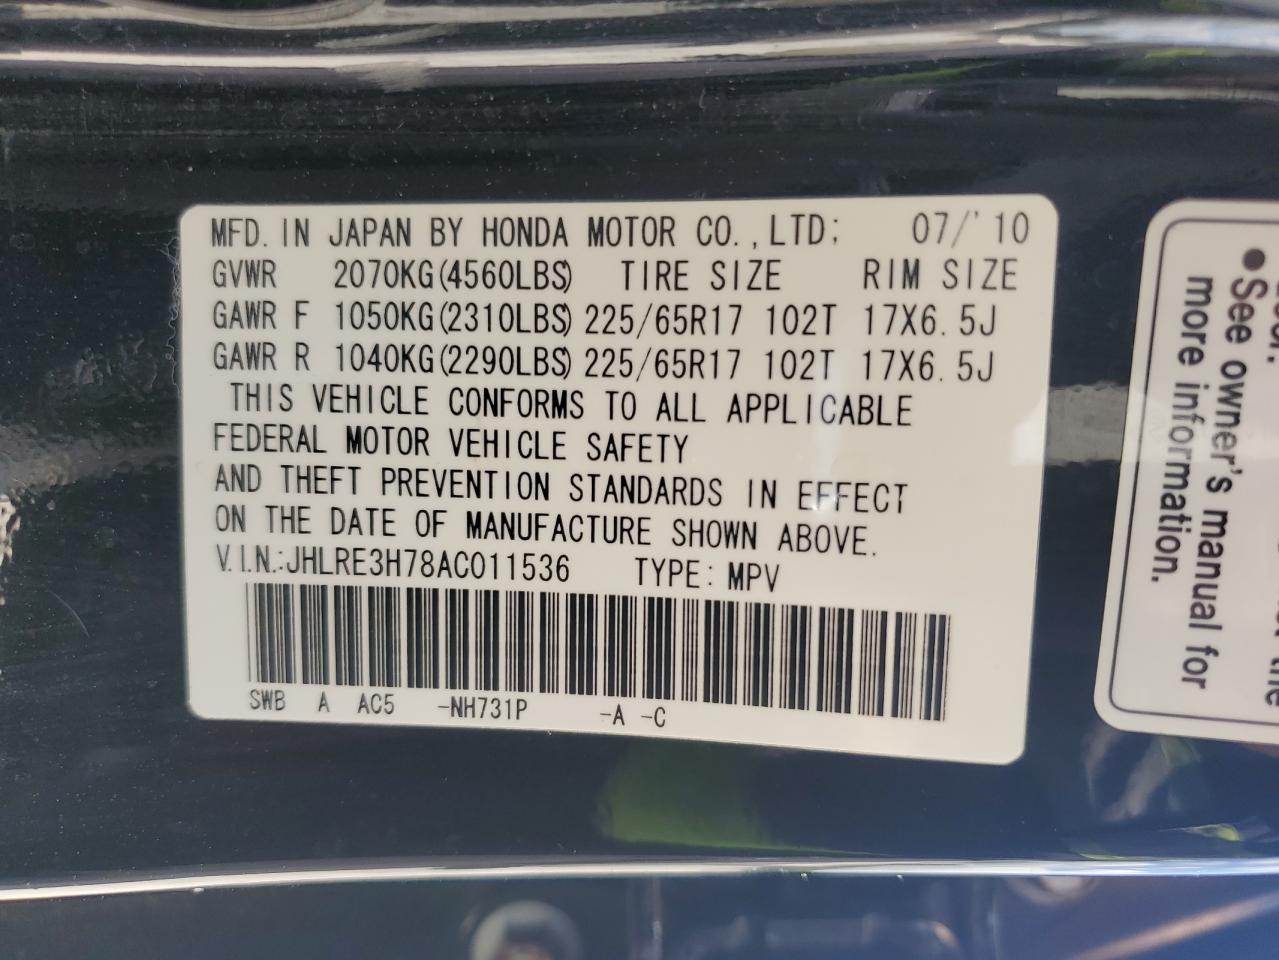 MFD. IN JAPAN BY HONDA MOTOR CO.,LTD; 07/'10
GVWR 2070KG(4560LBS) TIRE SIZE RIM SIZE
GAWR F 1050KG(2310LBS) 225/65R17 102T 17X6.5J
GAWR R 1040KG(2290LBS) 225/65R17 102T 17X6.5J
THIS VEHICLE CONFORMS TO ALL APPLICABLE
FEDERAL MOTOR VEHICLE SAFETY
AND THEFT PREVENTION STANDARDS IN EFFECT
ON THE DATE OF MANUFACTURE SHOWN ABOVE.
V.I.N.:JHLRE3H78AC011536 TYPE: MPV
SWB A AC5 -NH731P -A -C
●See owner's manual for
more information.